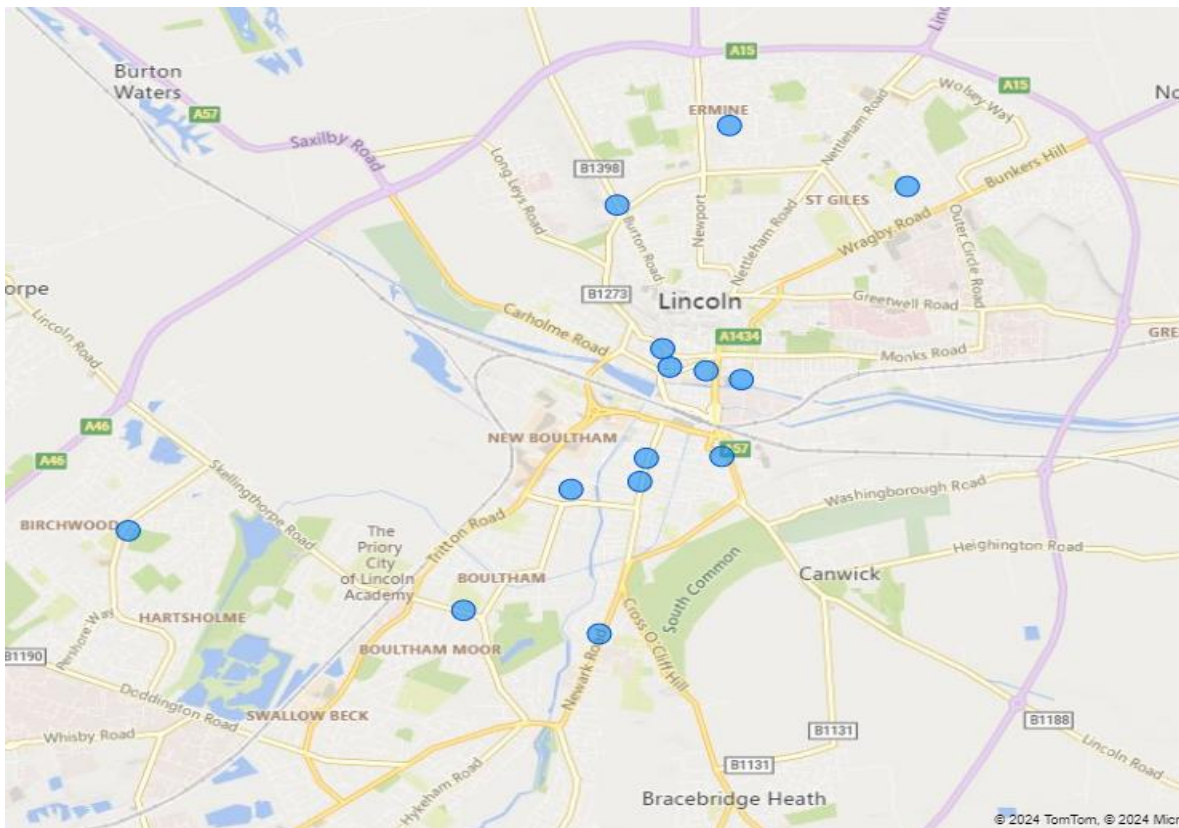 Burton
Waters
A57
Saxilby Road
A15
A15
ERMINE
Wolsey Way
Nettleham Road
Long Leys Road
B1398
ST GILES
Bunkers Hill
Burton Road
Newport
Nettleham Road
Wragby Road
Outer Circle Road
B1273
Lincoln
Greetwell Road
orpe
Lincoln Road
Carholme Road
A1434
Monks Road
GRE
A46
A46
NEW BOULTHAM
A57
Skellingthorpe Road
Washingborough Road
BIRCHWOOD
The
Priory
City
of Lincoln
Academy
Tritton Road
BOULTHAM
South Common
Heighington Road
Canwick
HARTSHOLME
Pershore Way
BOULTHAM MOOR
Newark Road
Cross O'Cliff Hill
B1190
Doddington Road
SWALLOW BECK
Whisby Road
B1188
B1131
Lincoln Road
B1131
Hykeham Road
Bracebridge Heath
© 2024 TomTom, © 2024 Micr